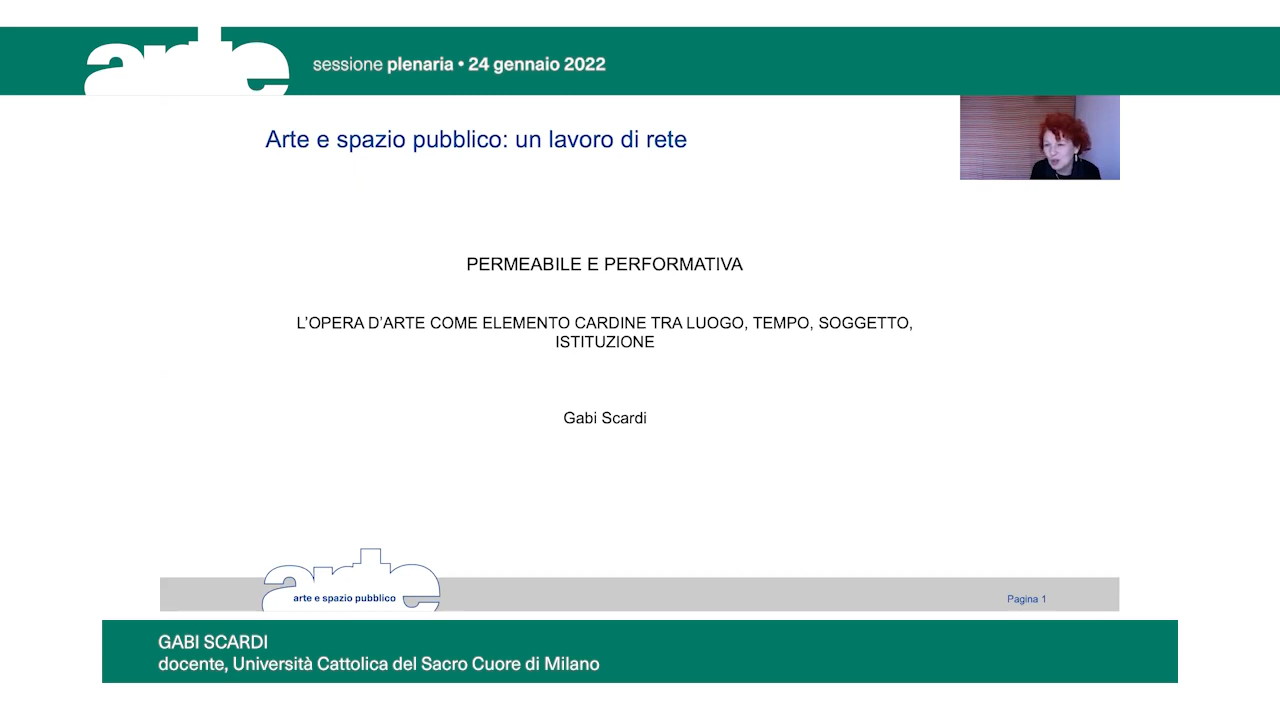 arte
sessione plenaria • 24 gennaio 2022
Arte e spazio pubblico: un lavoro di rete
PERMEABILE E PERFORMATIVA
L’OPERA D’ARTE COME ELEMENTO CARDINE TRA LUOGO, TEMPO, SOGGETTO,
ISTITUZIONE
Gabi Scardi
arte
arte e spazio pubblico
Pagina 1
GABI SCARDI
docente, Università Cattolica del Sacro Cuore di Milano